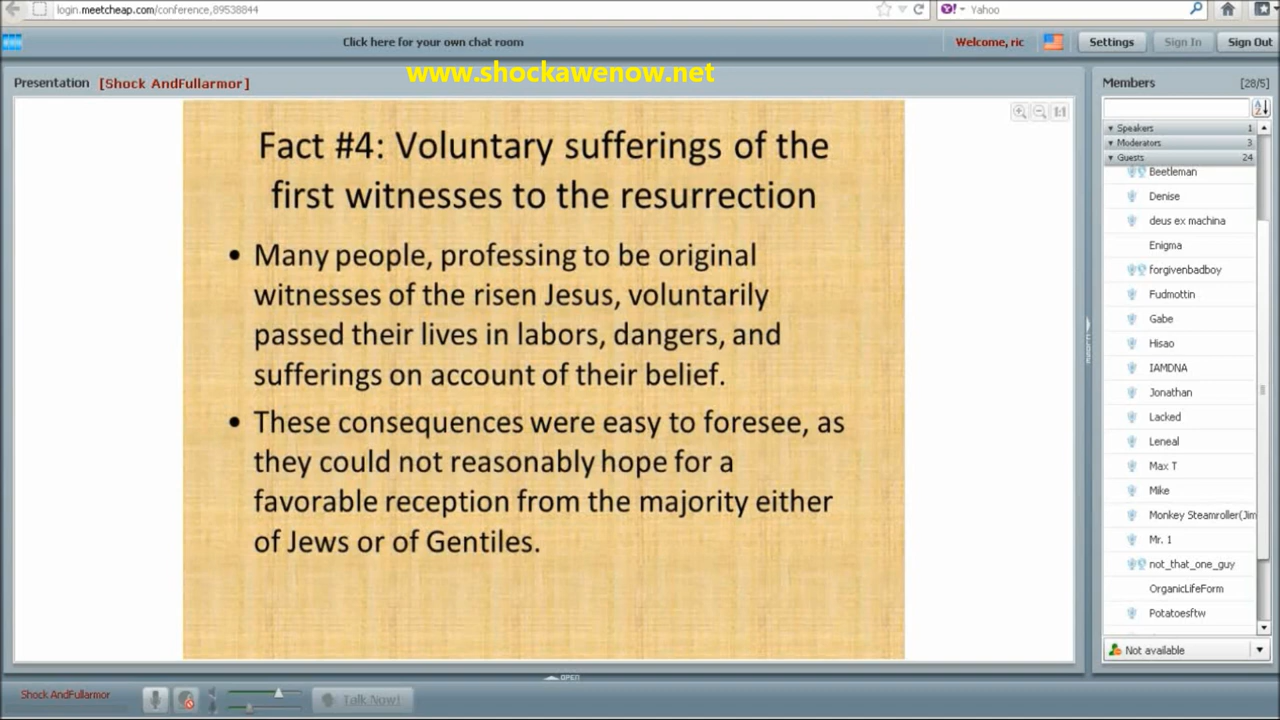 login.meetcheap.com/conference,89538844
Yahoo
Click here for your own chat room
Welcome, ric
Settings
Sign In
Sign Out
www.shockawenow.net
Presentation [Shock AndFullarmor]
Members [28/5]
Fact #4: Voluntary sufferings of the
first witnesses to the resurrection
• Many people, professing to be original
witnesses of the risen Jesus, voluntarily
passed their lives in labors, dangers, and
sufferings on account of their belief.
• These consequences were easy to foresee, as
they could not reasonably hope for a
favorable reception from the majority either
of Jews or of Gentiles.
Speakers 1
Moderators 3
Guests 24
Beetleman
Denise
deus ex machina
Enigma
forgivenbadboy
Fudmottin
Gabe
Hisao
IAMDNA
Jonathan
Lacked
Leneal
Max T
Mike
Monkey Steamroller(Jim
Mr. 1
not_that_one_guy
OrganicLifeForm
Potatoesftw
Not available
OPEN
Shock AndFullarmor
Talk Now!